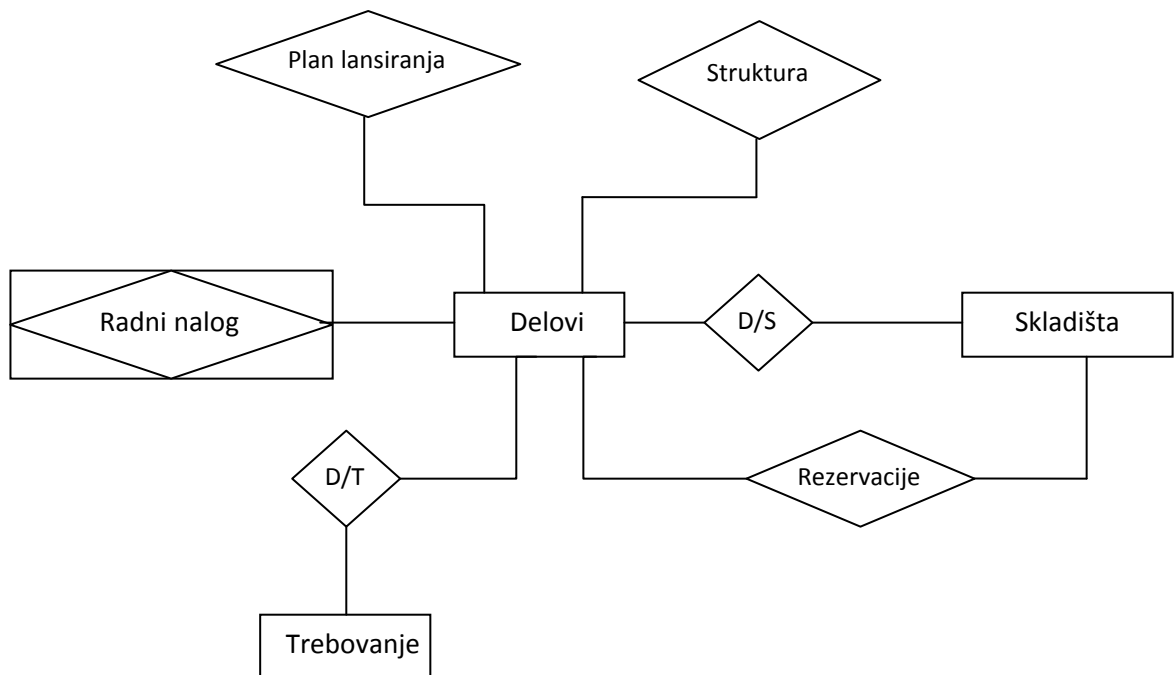 Plan lansiranja
Struktura
Radni nalog
Delovi
D/S
Skladišta
D/T
Rezervacije
Trebovanje